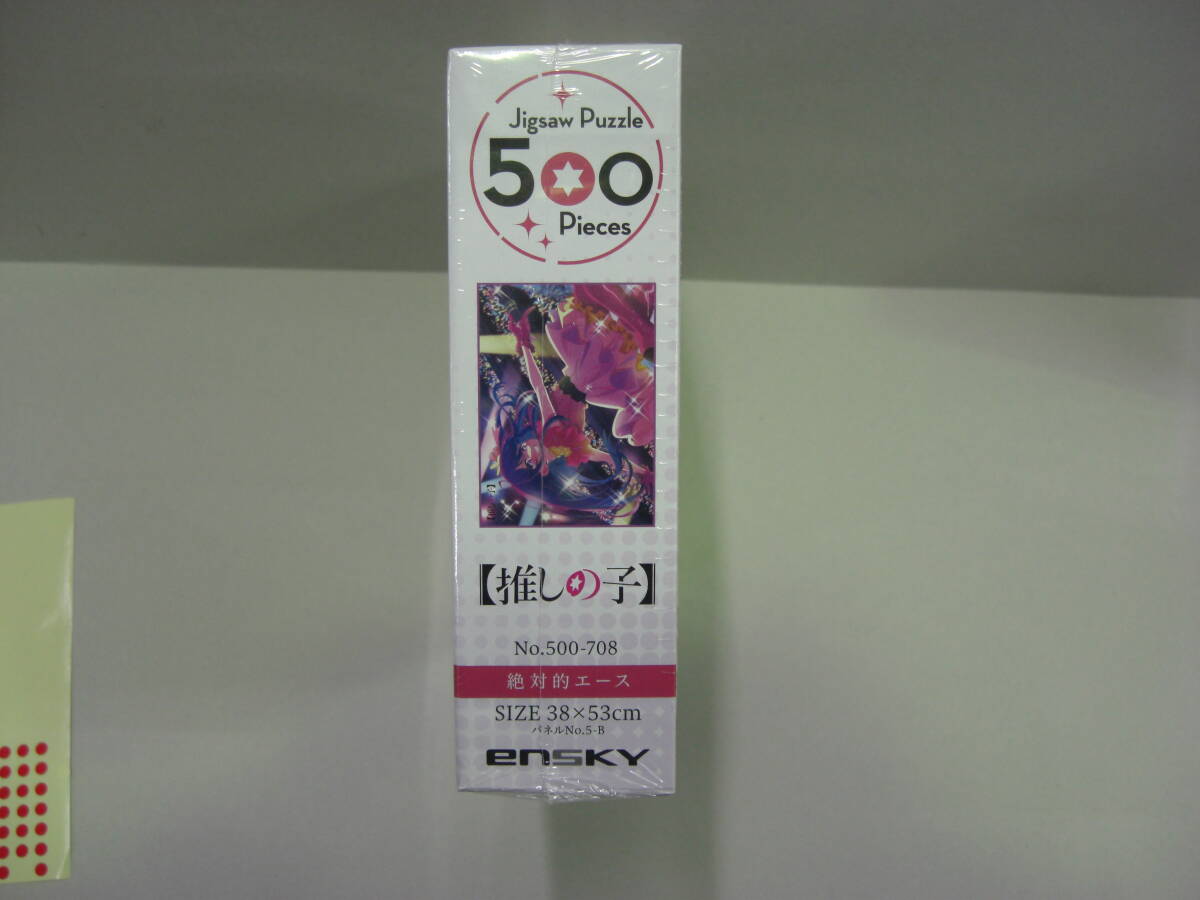 Jigsaw Puzzle
500
Pieces
【推しの子】
No.500-708
絶対的エース
SIZE 38×53cm
パネルNo.5-B
ensky